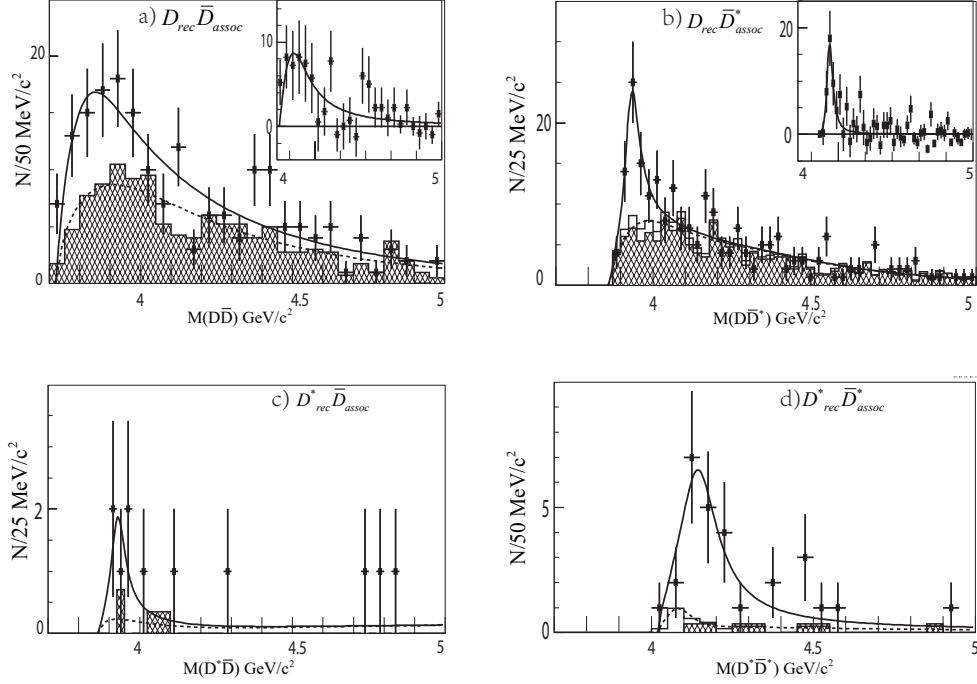 a) D_rec D̄_assoc
N/50 MeV/c²
20
0
4
4.5
5
M(DD̄) GeV/c²
10
0
4
5
b) D_rec D̄*_assoc
N/25 MeV/c²
20
0
4
4.5
5
M(DD̄*) GeV/c²
20
10
0
4
5
c) D*_rec D̄_assoc
N/25 MeV/c²
2
0
4
4.5
5
M(D*D̄) GeV/c²
d) D*_rec D̄*_assoc
N/50 MeV/c²
5
0
4
4.5
5
M(D*D̄*) GeV/c²